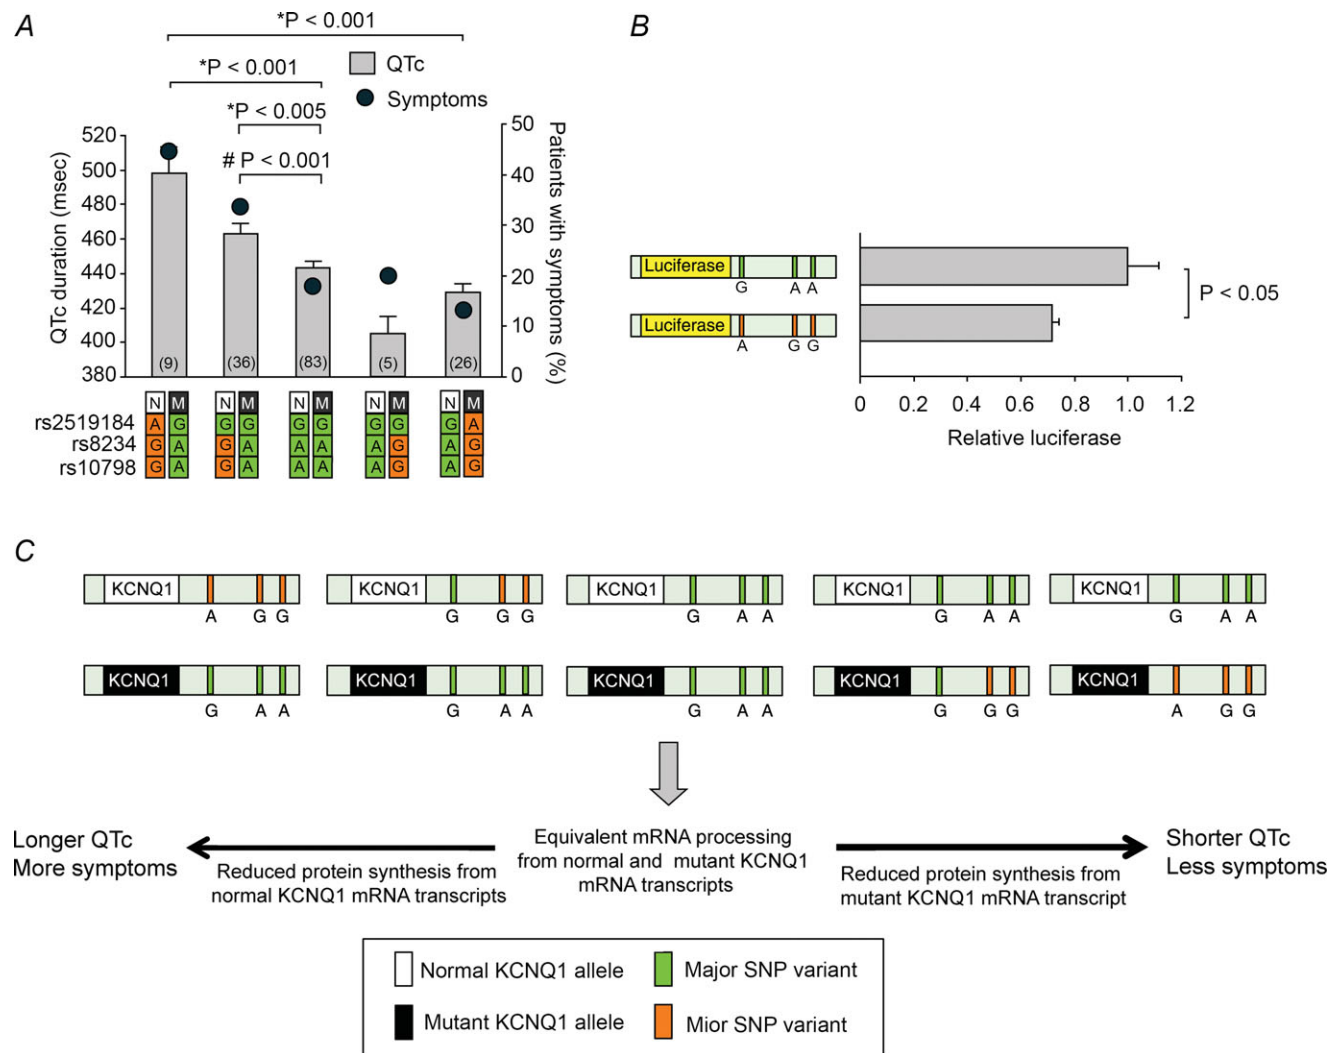 A
*P < 0.001
QTc
*P < 0.001
Symptoms
*P < 0.005
# P < 0.001
QTc duration (msec)
520
500
480
460
440
420
400
380
Patients with symptoms (%)
50
40
30
20
10
0
(9) (36) (83) (5) (26)
N M N M N M N M N M
rs2519184 A G G G G G G G G A
rs8234 G A G A A A A G A G
rs10798 G A G A A A A G A G
B
Luciferase
G A A
Luciferase
A G G
P < 0.05
0 0.2 0.4 0.6 0.8 1.0 1.2
Relative luciferase
C
KCNQ1 KCNQ1 KCNQ1 KCNQ1 KCNQ1
A G G G G G G A A G A A G A A
KCNQ1 KCNQ1 KCNQ1 KCNQ1 KCNQ1
G A A G A A G A A G G G A G G
Longer QTc
More symptoms
Reduced protein synthesis from
normal KCNQ1 mRNA transcripts
Equivalent mRNA processing
from normal and mutant KCNQ1
mRNA transcripts
Reduced protein synthesis from
mutant KCNQ1 mRNA transcript
Shorter QTc
Less symptoms
Normal KCNQ1 allele
Major SNP variant
Mutant KCNQ1 allele
Mior SNP variant